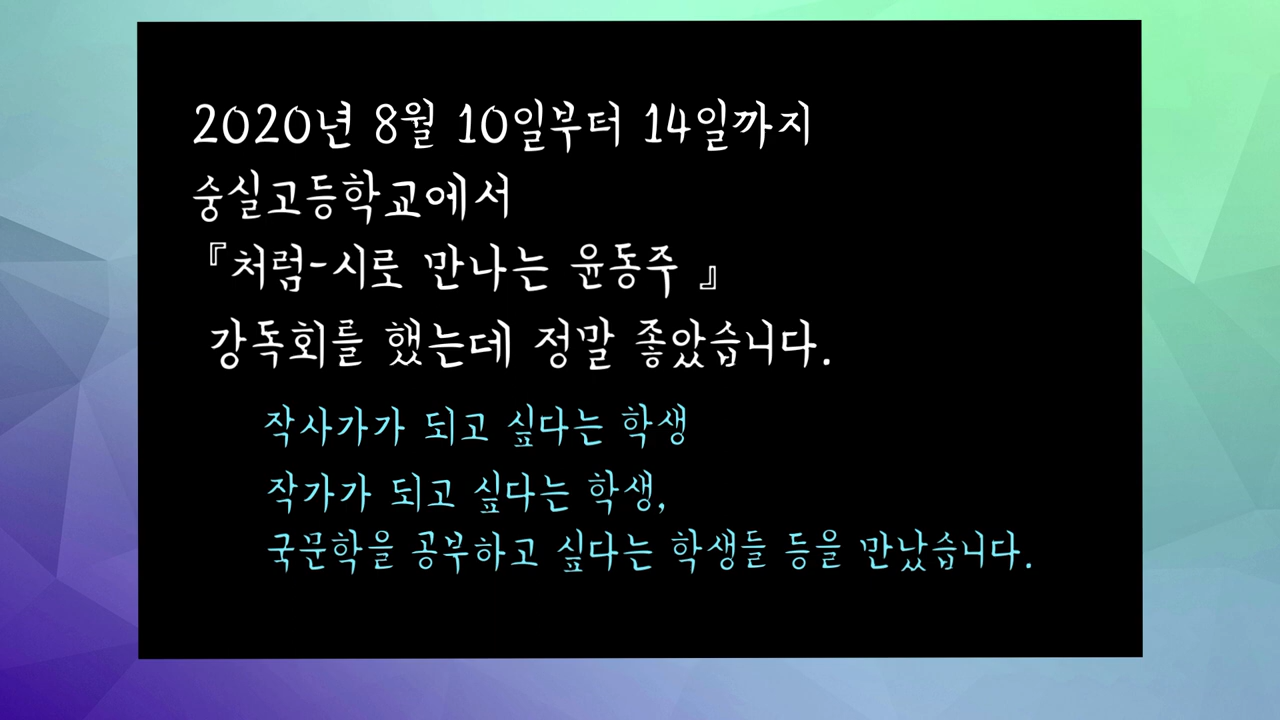 2020년 8월 10일부터 14일까지
숭실고등학교에서
『처럼-시로 만나는 윤동주 』
강독회를 했는데 정말 좋았습니다.
작사가가 되고 싶다는 학생
작가가 되고 싶다는 학생,
국문학을 공부하고 싶다는 학생들 등을 만났습니다.